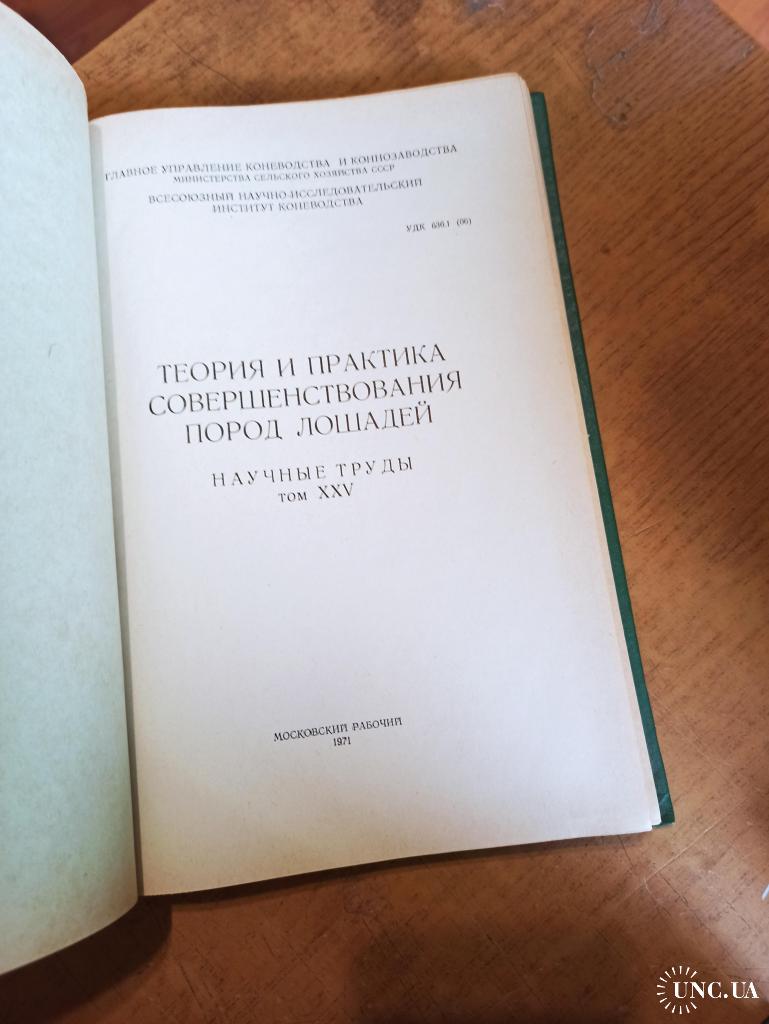 ГЛАВНОЕ УПРАВЛЕНИЕ КОНЕВОДСТВА И КОННОЗАВОДСТВА
МИНИСТЕРСТВА СЕЛЬСКОГО ХОЗЯЙСТВА СССР
ВСЕСОЮЗНЫЙ НАУЧНО-ИССЛЕДОВАТЕЛЬСКИЙ
ИНСТИТУТ КОНЕВОДСТВА
УДК 636.1 (06)
ТЕОРИЯ И ПРАКТИКА
СОВЕРШЕНСТВОВАНИЯ
ПОРОД ЛОШАДЕЙ
НАУЧНЫЕ ТРУДЫ
ТОМ XXV
МОСКОВСКИЙ РАБОЧИЙ
1971
UNC.UA